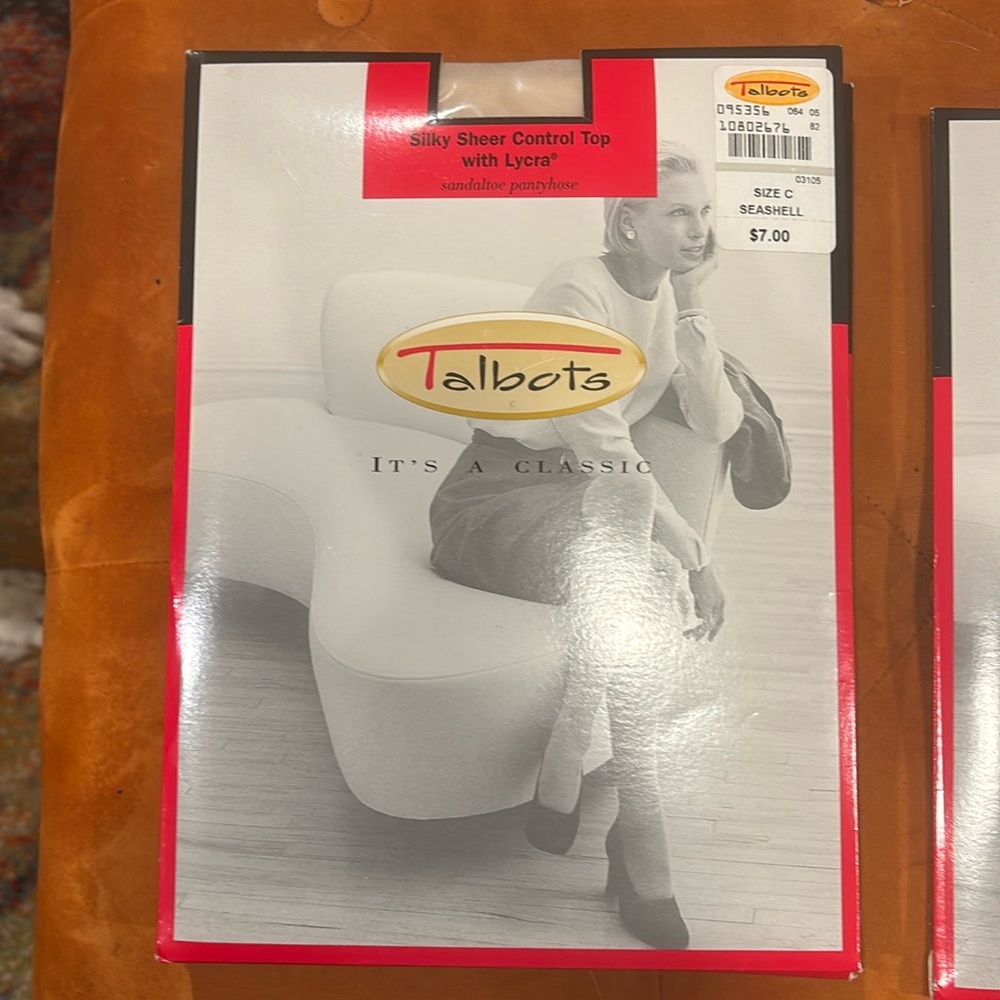 Silky Sheer Control Top
with Lycra®
sandaltoe pantyhose
Talbots
095356 064 05
10802676 82
03105
SIZE C
SEASHELL
$7.00
Talbots
IT'S A CLASSIC